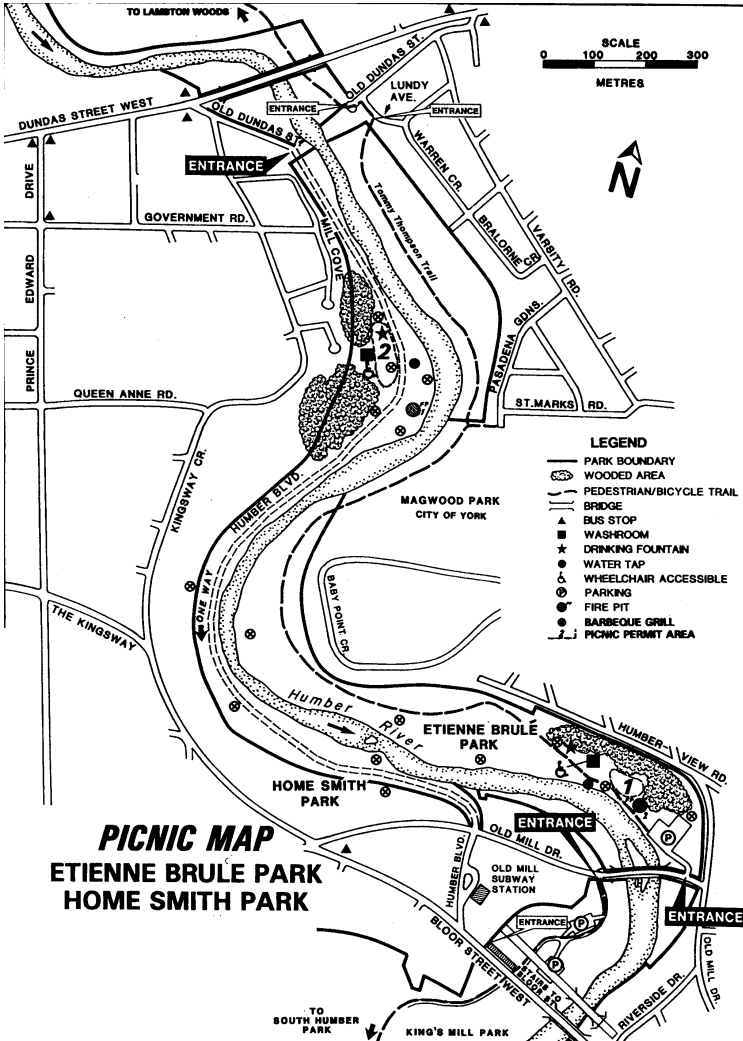 TO LAMBTON WOODS
SCALE
0 100 200 300
METRES
OLD DUNDAS ST.
LUNDY
AVE.
ENTRANCE
ENTRANCE
DUNDAS STREET WEST
OLD DUNDAS ST.
ENTRANCE
WARREN CR.
N
DRIVE
EDWARD
PRINCE
GOVERNMENT RD.
MILL COVE
Tommy Thompson Trail
BRALORNE CR.
VARSITY RD.
PASADENA GDNS.
2
QUEEN ANNE RD.
ST. MARKS RD.
KINGSWAY CR.
HUMBER BLVD.
MAGWOOD PARK
CITY OF YORK
LEGEND
PARK BOUNDARY
WOODED AREA
PEDESTRIAN/BICYCLE TRAIL
BRIDGE
BUS STOP
WASHROOM
DRINKING FOUNTAIN
WATER TAP
WHEELCHAIR ACCESSIBLE
P PARKING
FIRE PIT
BARBEQUE GRILL
PICNIC PERMIT AREA
ONE WAY
BABY POINT CR.
THE KINGSWAY
Humber River
ETIENNE BRULE
PARK
HUMBER VIEW RD.
1
HOME SMITH
PARK
ENTRANCE
P
PICNIC MAP
ETIENNE BRULE PARK
HOME SMITH PARK
OLD MILL DR.
HUMBER BLVD.
OLD MILL
SUBWAY
STATION
ENTRANCE
P
P
ENTRANCE
BLOOR STREET WEST
STAIRS TO
BLOOR ST.
OLD MILL DR.
RIVERSIDE DR.
TO
SOUTH HUMBER
PARK
KING'S MILL PARK